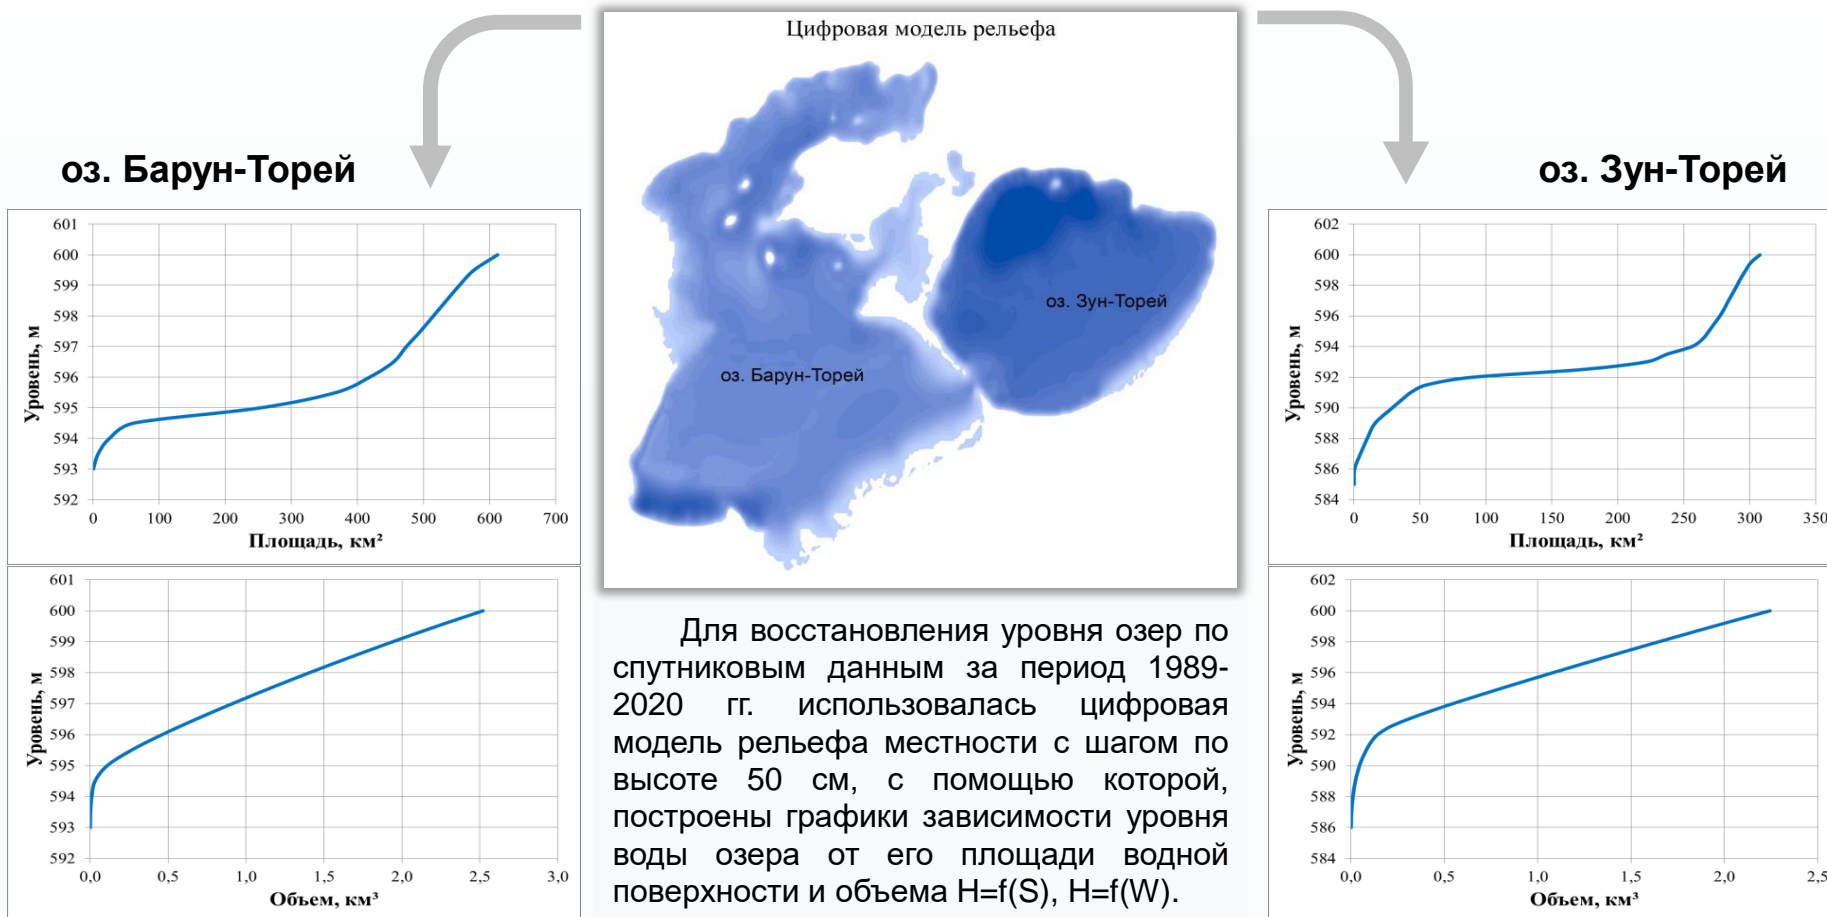 Цифровая модель рельефа
оз. Зун-Торей
оз. Барун-Торей
оз. Барун-Торей
601
600
599
598
597
596
595
594
593
592
Уровень, м
0 100 200 300 400 500 600 700
Площадь, км²
601
600
599
598
597
596
595
594
593
592
Уровень, м
0,0 0,5 1,0 1,5 2,0 2,5 3,0
Объем, км³
Для восстановления уровня озер по
спутниковым данным за период 1989-
2020 гг. использовалась цифровая
модель рельефа местности с шагом по
высоте 50 см, с помощью которой,
построены графики зависимости уровня
воды озера от его площади водной
поверхности и объема H=f(S), H=f(W).
оз. Зун-Торей
602
600
598
596
594
592
590
588
586
584
Уровень, м
0 50 100 150 200 250 300 350
Площадь, км²
602
600
598
596
594
592
590
588
586
584
Уровень, м
0,0 0,5 1,0 1,5 2,0 2,5
Объем, км³